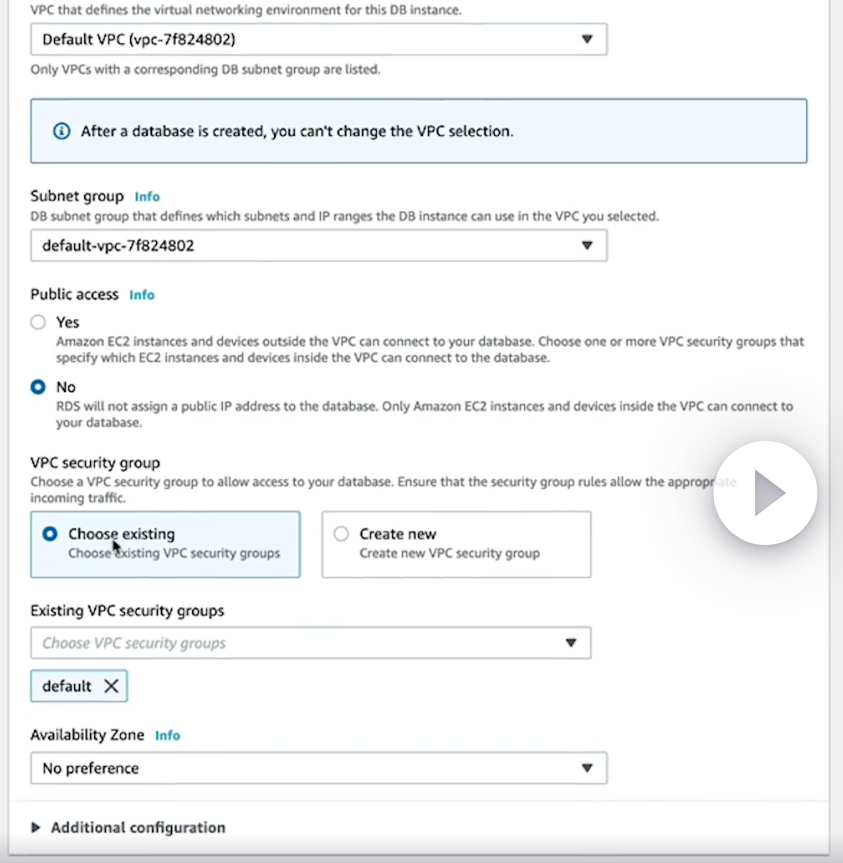 VPC that defines the virtual networking environment for this DB instance.
Default VPC (vpc-7f824802)
Only VPCs with a corresponding DB subnet group are listed.
After a database is created, you can't change the VPC selection.
Subnet group Info
DB subnet group that defines which subnets and IP ranges the DB instance can use in the VPC you selected.
default-vpc-7f824802
Public access Info
Yes
Amazon EC2 instances and devices outside the VPC can connect to your database. Choose one or more VPC security groups that
specify which EC2 instances and devices inside the VPC can connect to the database.
No
RDS will not assign a public IP address to the database. Only Amazon EC2 instances and devices inside the VPC can connect to
your database.
VPC security group
Choose a VPC security group to allow access to your database. Ensure that the security group rules allow the appropriate
incoming traffic.
Choose existing
Choose existing VPC security groups
Create new
Create new VPC security group
Existing VPC security groups
Choose VPC security groups
default
Availability Zone Info
No preference
Additional configuration